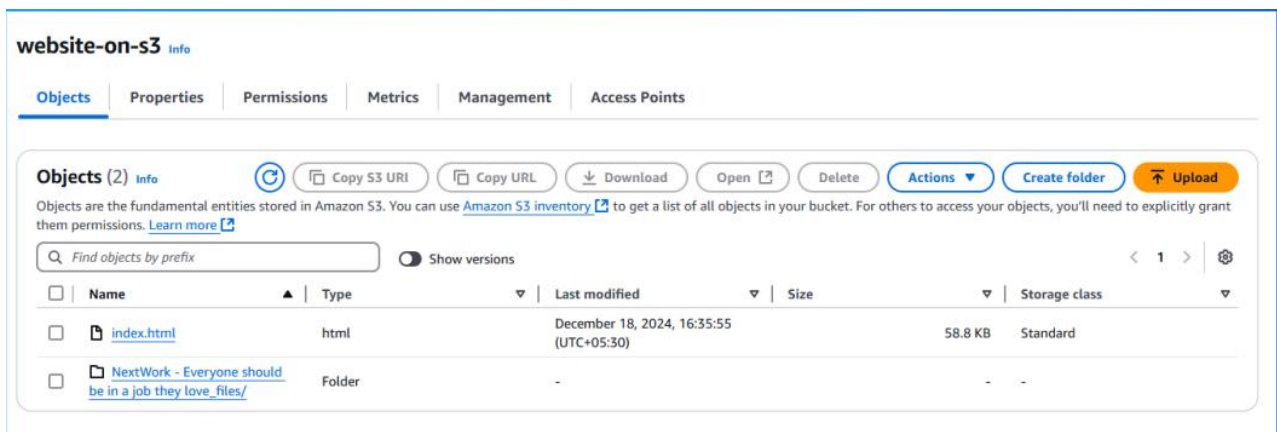 website-on-s3 Info
Objects Properties Permissions Metrics Management Access Points
Objects (2) Info Copy S3 URI Copy URL Download Open Delete Actions Create folder Upload
Objects are the fundamental entities stored in Amazon S3. You can use Amazon S3 inventory to get a list of all objects in your bucket. For others to access your objects, you'll need to explicitly grant
them permissions. Learn more
Find objects by prefix Show versions 1
Name Type Last modified Size Storage class
index.html html December 18, 2024, 16:35:55
(UTC+05:30) 58.8 KB Standard
NextWork - Everyone should
be in a job they love_files/ Folder - - -